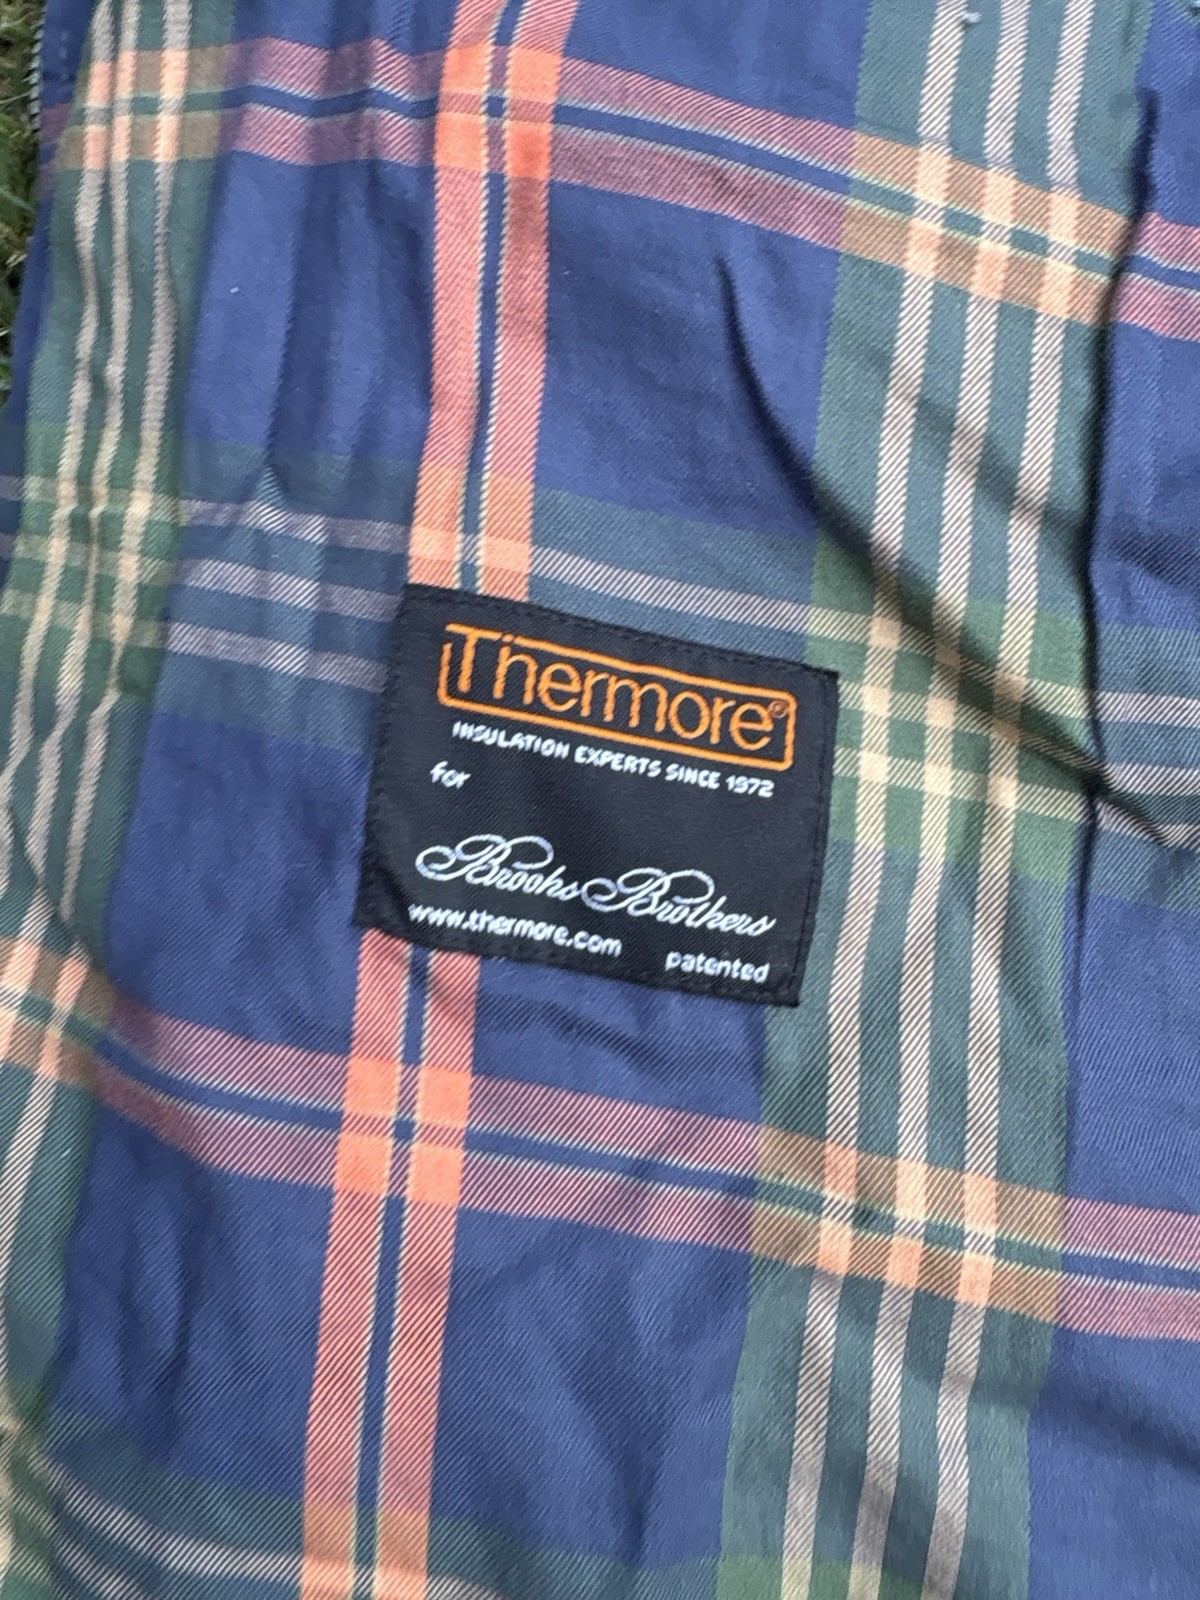 Thermore®
INSULATION EXPERTS SINCE 1972
for
Brooks Brothers
www.thermore.com patented